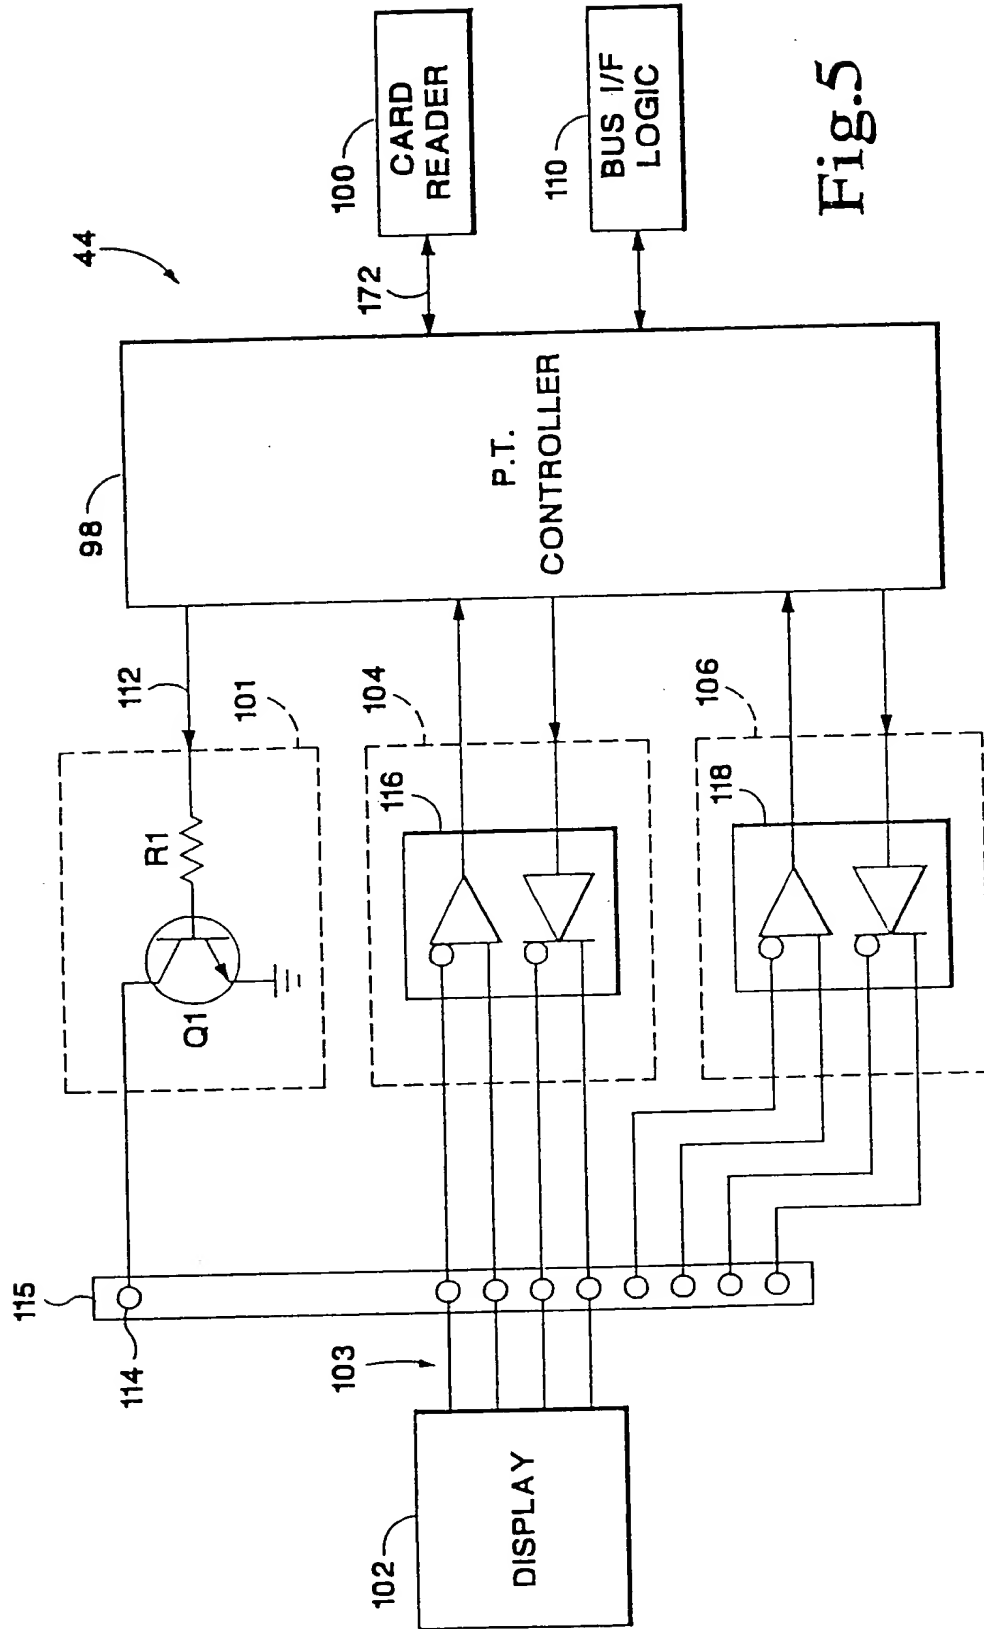 44
98
P.T.
CONTROLLER
100
CARD
READER
172
110
BUS I/F
LOGIC
112
101
R1
Q1
104
116
106
118
115
114
103
102
DISPLAY
Fig.5